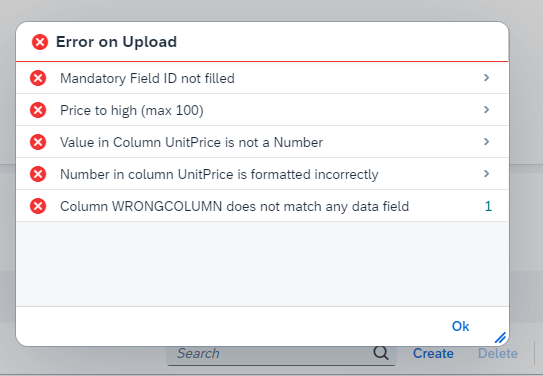 Error on Upload
Mandatory Field ID not filled
Price to high (max 100)
Value in Column UnitPrice is not a Number
Number in column UnitPrice is formatted incorrectly
Column WRONGCOLUMN does not match any data field 1
Ok
Search Create Delete